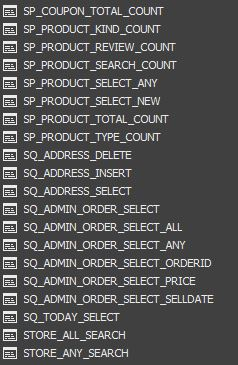 SP_COUPON_TOTAL_COUNT
SP_PRODUCT_KIND_COUNT
SP_PRODUCT_REVIEW_COUNT
SP_PRODUCT_SEARCH_COUNT
SP_PRODUCT_SELECT_ANY
SP_PRODUCT_SELECT_NEW
SP_PRODUCT_TOTAL_COUNT
SP_PRODUCT_TYPE_COUNT
SQ_ADDRESS_DELETE
SQ_ADDRESS_INSERT
SQ_ADDRESS_SELECT
SQ_ADMIN_ORDER_SELECT
SQ_ADMIN_ORDER_SELECT_ALL
SQ_ADMIN_ORDER_SELECT_ANY
SQ_ADMIN_ORDER_SELECT_ORDERID
SQ_ADMIN_ORDER_SELECT_PRICE
SQ_ADMIN_ORDER_SELECT_SELLDATE
SQ_TODAY_SELECT
STORE_ALL_SEARCH
STORE_ANY_SEARCH